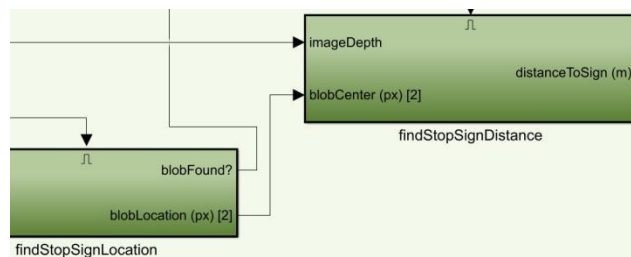 imageDepth
distanceToSign (m)
blobCenter (px) [2]
findStopSignDistance
blobFound?
blobLocation (px) [2]
findStopSignLocation